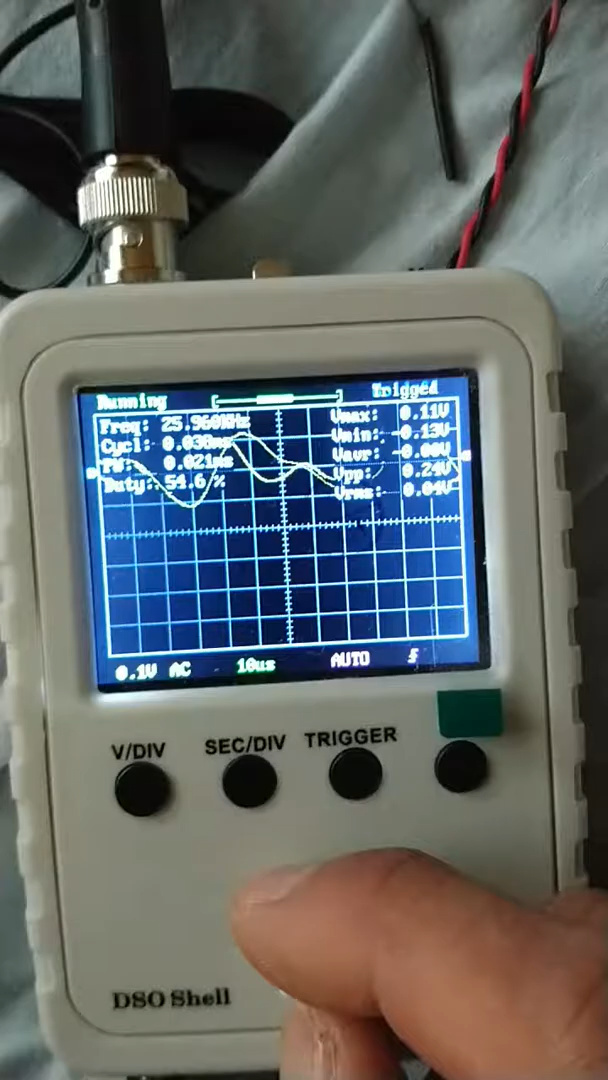 Running
Triggered
Freq: 25.960KHz
Cycl: 0.038ms
PW: 0.021ms
Duty: 54.6 %
Vmax: 0.11V
Vmin: -0.13V
Vavr: -0.00V
Vpp: 0.24V
Vrms: 0.04V
0.1V AC 10us AUTO
V/DIV SEC/DIV TRIGGER
DSO Shell